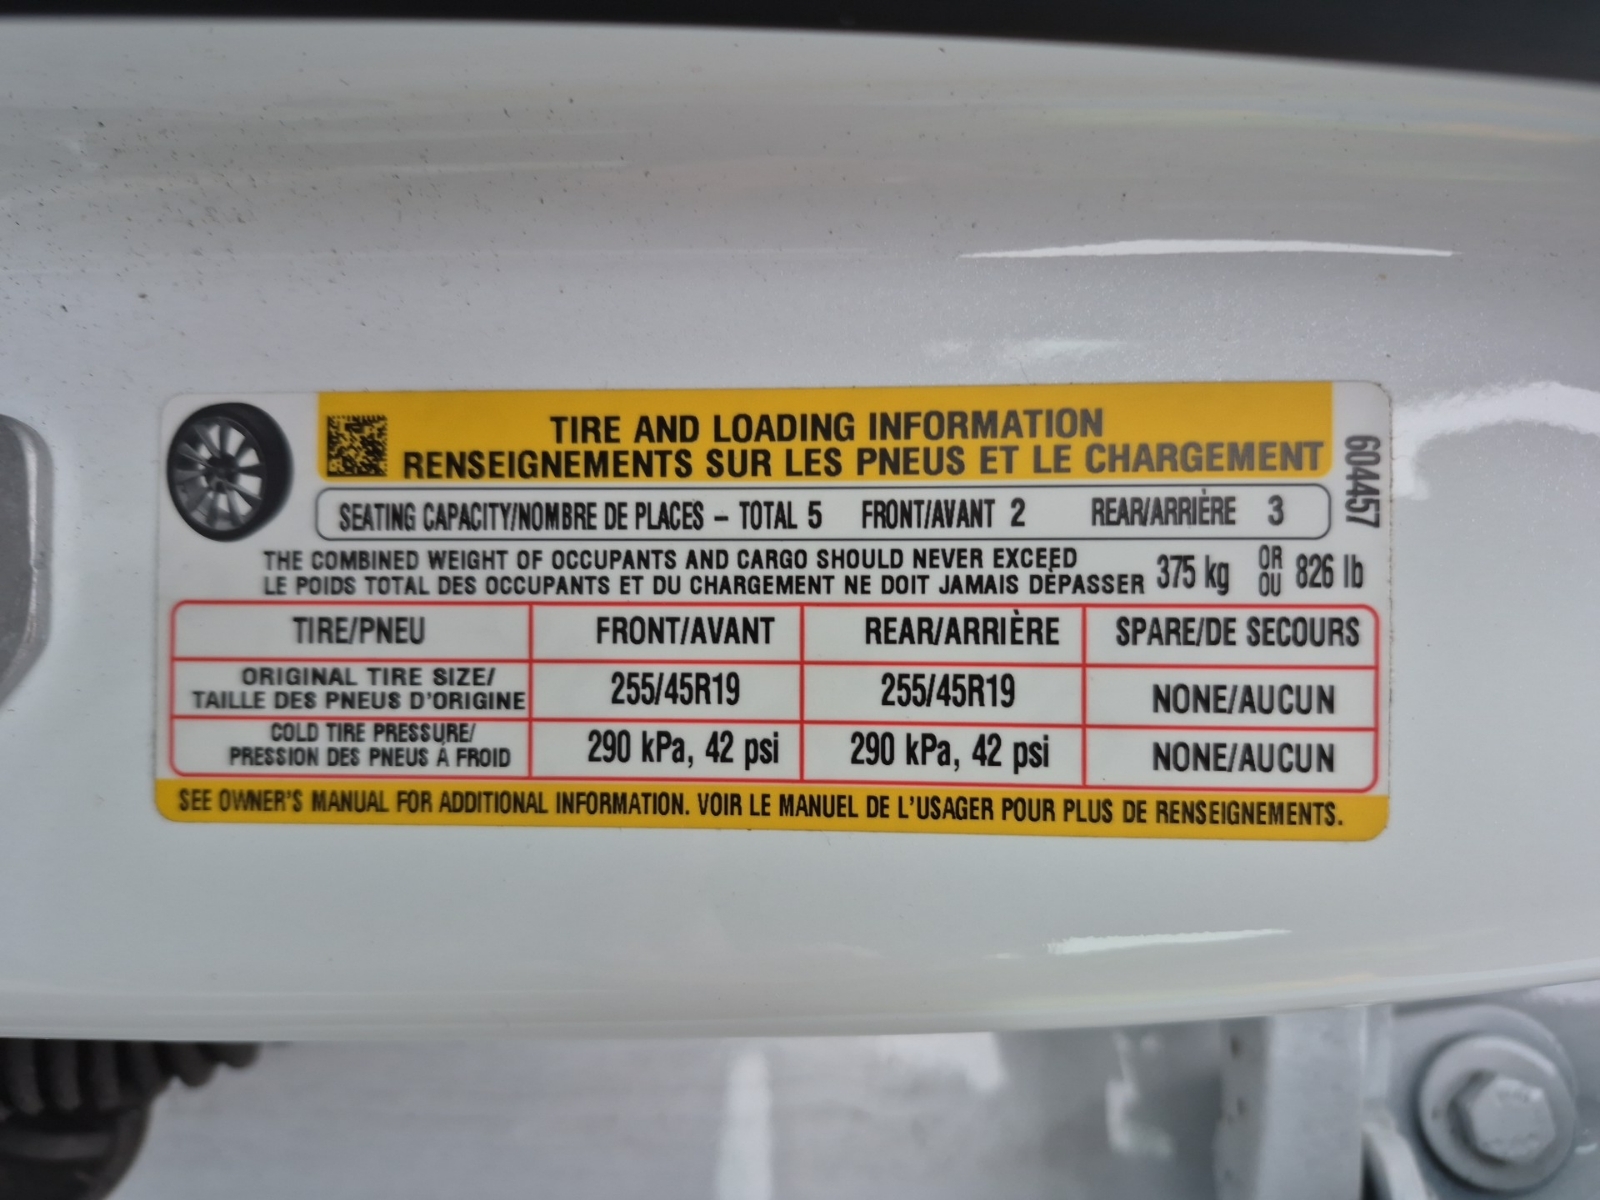 TIRE AND LOADING INFORMATION
RENSEIGNEMENTS SUR LES PNEUS ET LE CHARGEMENT
604457
SEATING CAPACITY/NOMBRE DE PLACES – TOTAL 5 FRONT/AVANT 2 REAR/ARRIÈRE 3
THE COMBINED WEIGHT OF OCCUPANTS AND CARGO SHOULD NEVER EXCEED
LE POIDS TOTAL DES OCCUPANTS ET DU CHARGEMENT NE DOIT JAMAIS DÉPASSER
375 kg OR OU 826 lb
TIRE/PNEU FRONT/AVANT REAR/ARRIÈRE SPARE/DE SECOURS
ORIGINAL TIRE SIZE/
TAILLE DES PNEUS D'ORIGINE
255/45R19 255/45R19 NONE/AUCUN
COLD TIRE PRESSURE/
PRESSION DES PNEUS À FROID
290 kPa, 42 psi 290 kPa, 42 psi NONE/AUCUN
SEE OWNER'S MANUAL FOR ADDITIONAL INFORMATION. VOIR LE MANUEL DE L'USAGER POUR PLUS DE RENSEIGNEMENTS.